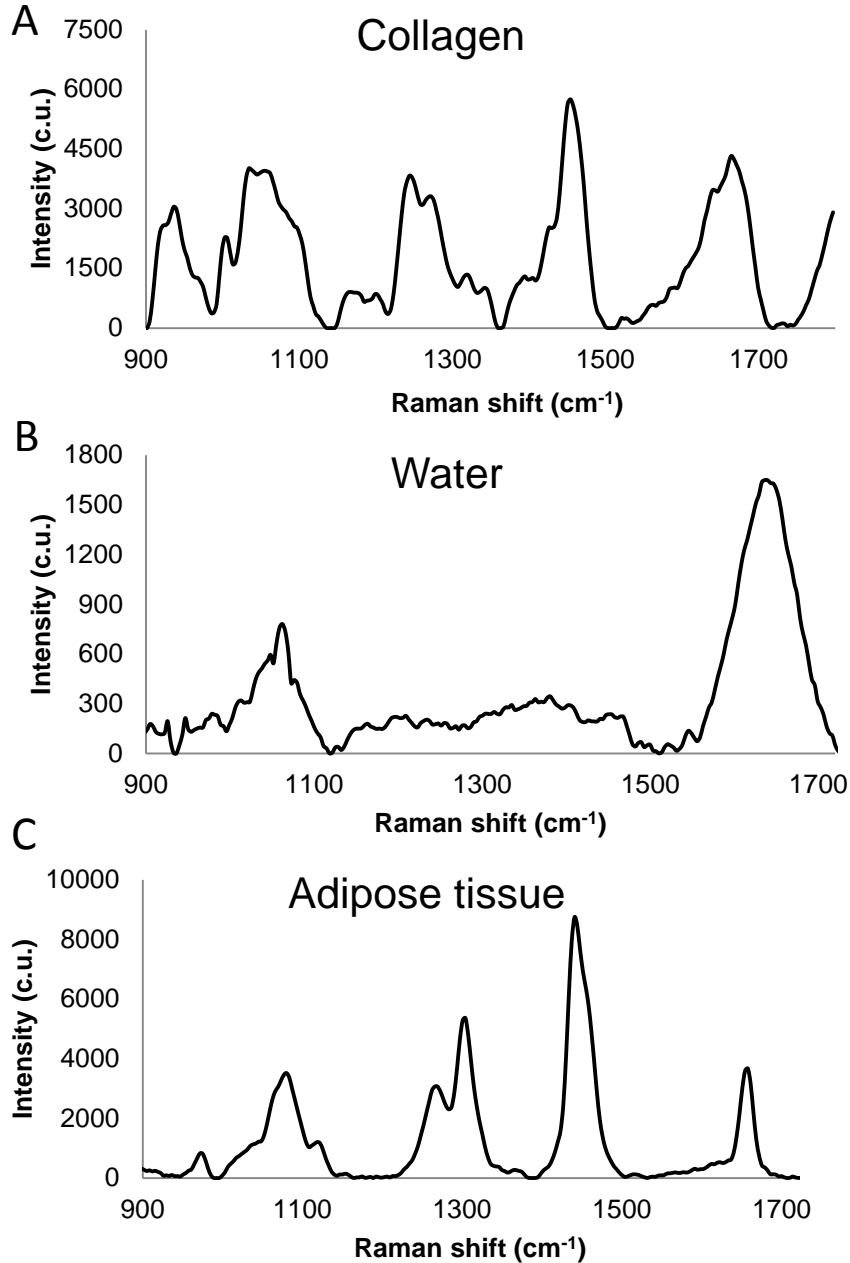 A
Collagen
7500
6000
4500
3000
1500
0
Intensity (c.u.)
900 1100 1300 1500 1700
Raman shift (cm-1)
B
Water
1800
1500
1200
900
600
300
0
Intensity (c.u.)
900 1100 1300 1500 1700
Raman shift (cm-1)
C
Adipose tissue
10000
8000
6000
4000
2000
0
Intensity (c.u.)
900 1100 1300 1500 1700
Raman shift (cm-1)